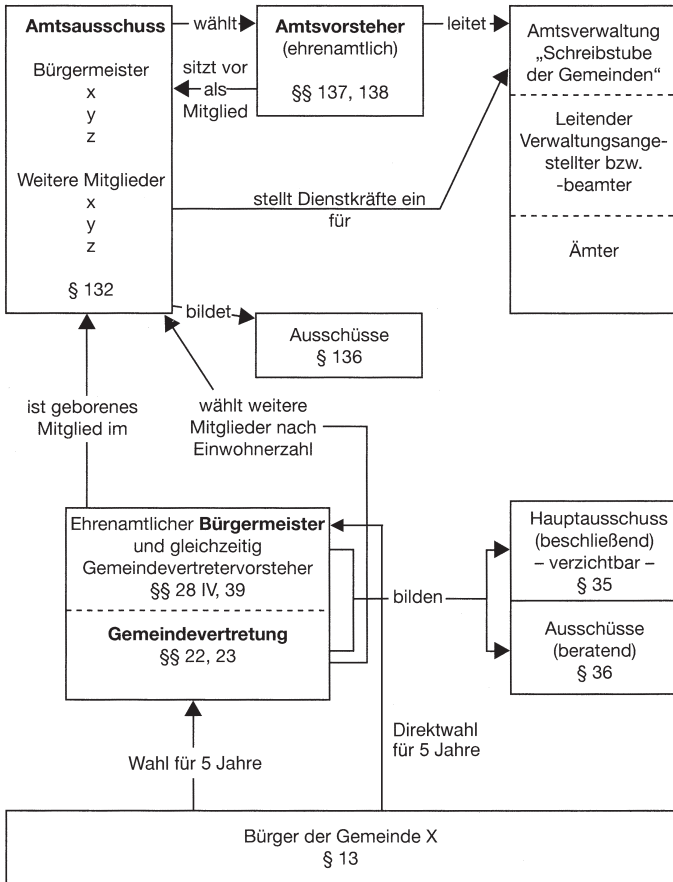 Amtsausschuss
Bürgermeister
x
y
z
Weitere Mitglieder
x
y
z
§ 132
wählt
sitzt vor
als
Mitglied
Amtsvorsteher
(ehrenamtlich)
§§ 137, 138
leitet
Amtsverwaltung
„Schreibstube
der Gemeinden“
Leitender
Verwaltungsange-
stellter bzw.
-beamter
Ämter
stellt Dienstkräfte ein
für
bildet
Ausschüsse
§ 136
ist geborenes
Mitglied im
wählt weitere
Mitglieder nach
Einwohnerzahl
Ehrenamtlicher Bürgermeister
und gleichzeitig
Gemeindevertretervorsteher
§§ 28 IV, 39
Gemeindevertretung
§§ 22, 23
bilden
Hauptausschuss
(beschließend)
– verzichtbar –
§ 35
Ausschüsse
(beratend)
§ 36
Wahl für 5 Jahre
Direktwahl
für 5 Jahre
Bürger der Gemeinde X
§ 13